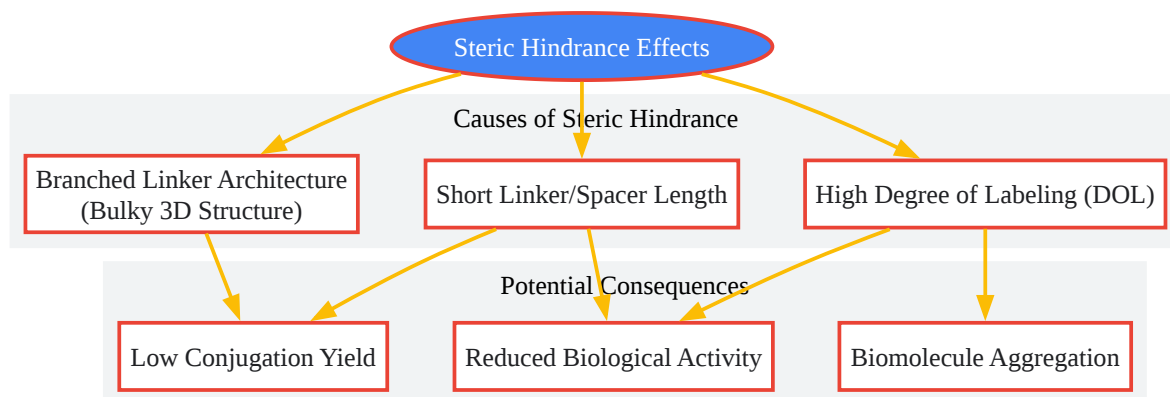 Steric Hindrance Effects
Causes of Steric Hindrance
Branched Linker Architecture
(Bulky 3D Structure)
Short Linker/Spacer Length
High Degree of Labeling (DOL)
Potential Consequences
Low Conjugation Yield
Reduced Biological Activity
Biomolecule Aggregation